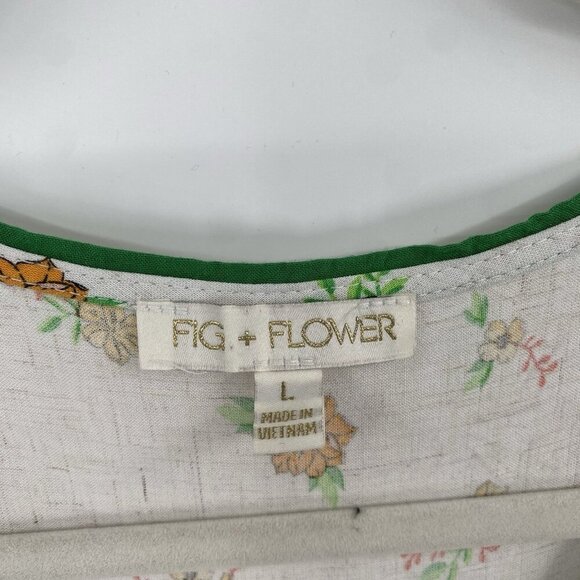 FIG + FLOWER
L
MADE IN
VIETNAM